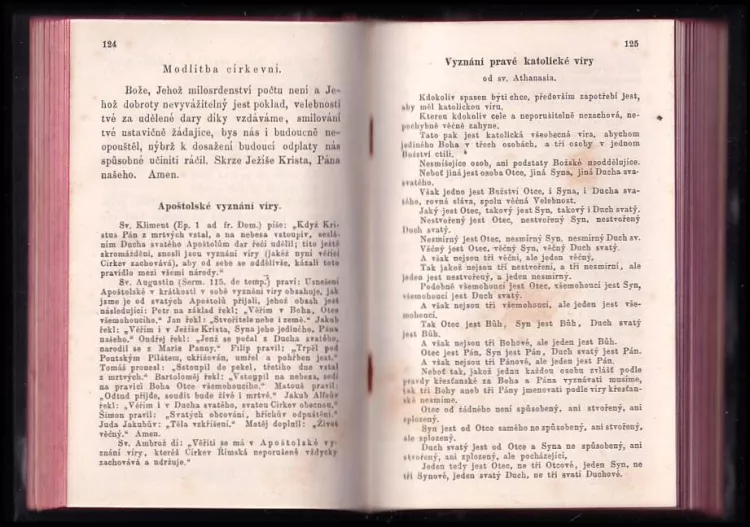 124
Modlitba církevní.
Bože, Jehož milosrdenství počtu není a Je-
hož dobroty nevyvážitelný jest poklad, velebnosti
tvé za udělené dary díky vzdáváme, smilování
tvé ustavičně žádajíce, bys nás i budoucně ne-
opouštěl, nýbrž k dosažení budoucí odplaty nás
spůsobné učiniti ráčil. Skrze Ježíše Krista, Pána
našeho. Amen.
Apoštolské vyznání víry.
Sv. Kliment (Ep. 1 ad fr. Dom.) píše: „Když Kri-
stus Pán z mrtvých vstal, a na nebesa vstoupiv, sesla-
ním Ducha svatého Apoštolům dar řečí udělil; tito ještě
skromáždění, snesli jsou vyznání víry (jakéž nyní věřící
Církev zachovává), aby od sebe se oddělivše, kázali toto
pravidlo mezi všemi národy."
Sv. Augustin (Serm. 115. de temp.) praví: Usnešení
Apoštolské v krátkosti v sobě vyznání víry obsahuje, jak
jsme je od svatých Apoštolů přijali, jehož obsah jest
následující: Petr na základ řekl: „Věřím v Boha, Otce
všemohoucího." Jan řekl: „Stvořitele nebe i země." Jakub
řekl: „Věřím i v Ježíše Krista, Syna jeho jediného, Pána
našeho." Ondřej řekl: „Jenž se počal z Ducha svatého,
narodil se z Marie Panny." Filip pravil: „Trpěl pod
Pontským Pilátem, ukřižován, umřel a pohřben jest."
Tomáš pronesl: „Sstoupil do pekel, třetího dne vstal
z mrtvých." Bartoloměj řekl: „Vstoupil na nebesa, sedí
na pravici Boha Otce všemohoucího." Matouš pravil:
„Odtud přijde, soudit bude živé i mrtvé." Jakub Alfeův
řekl: „Věřím i v Ducha svatého, svatou Církev obecnou,"
Šimon pravil: „Svatých obcování, hříchův odpuštění."
Juda Jakubův: „Těla vzkříšení." Matěj doplnil: „Život
věčný." Amen.
Sv. Ambrož dí: „Věřiti se má v Apoštolské vy-
znání víry, kteréž Církev Římská neporušeně vždycky
zachovává a udržuje."
125
Vyznání pravé katolické víry
od sv. Athanasia.
Kdokoliv spasen býti chce, především zapotřebí jest,
aby měl katolickou víru.
Kterou kdokoliv cele a neporušitelně nezachová, ne-
pochybně věčně zahyne.
Tato pak jest katolická všeobecná víra, abychom
jediného Boha v třech osobách, a tři osoby v jednom
Božství ctili.
Nesmišejíce osob, ani podstaty Božské neoddělujíce.
Neboť jiná jest osoba Otce, jiná Syna, jiná Ducha sva-
svatého.
Však jedno jest Božství Otce, i Syna, i Ducha sva-
tého, rovná sláva, spolu věčná Velebnost.
Jaký jest Otec, takový jest Syn, takový i Duch svatý.
Nestvořený jest Otec, nestvořený Syn, nestvořený
Duch svatý.
Nesmírný jest Otec, nesmírný Syn, nesmírný Duch sv.
Věčný jest Otec, věčný Syn, věčný Duch svatý.
A však nejsou tři věční, ale jeden věčný.
Tak jakož nejsou tři nestvoření, a tři nesmírní, ale
jeden jest nestvořený, a jeden nesmírný.
Podobně všemohoucí jest Otec, všemohoucí jest Syn,
všemohoucí jest Duch svatý.
A však nejsou tři všemohoucí, ale jeden jest vše-
mohoucí.
Tak Otec jest Bůh, Syn jest Bůh, Duch svatý
jest Bůh.
A však nejsou tři Bohové, ale jeden jest Bůh.
Otec jest Pán, Syn jest Pán, Duch svatý jest Pán.
A však nejsou tři Pánové, ale jeden jest Pán.
Neboť tak, jakož jednu každou osobu zvlášť podle
pravdy křesťanské za Boha a Pána vyznávati musíme,
tak tři Bohy aneb tři Pány jmenovati podle víry křesťan-
ské nesmíme.
Otec od žádného není spůsobený, ani stvořený, ani
zplozený.
Syn jest od Otce samého ne spůsobený, ani stvořený,
ale zplozený.
Duch svatý jest od Otce a Syna ne spůsobený, ani
stvořený, ani zplozený, ale pocházející,
Jeden tedy jest Otec, ne tři Otcové, jeden Syn, ne
tři Synové, jeden svatý Duch, ne tři svatí Duchové.